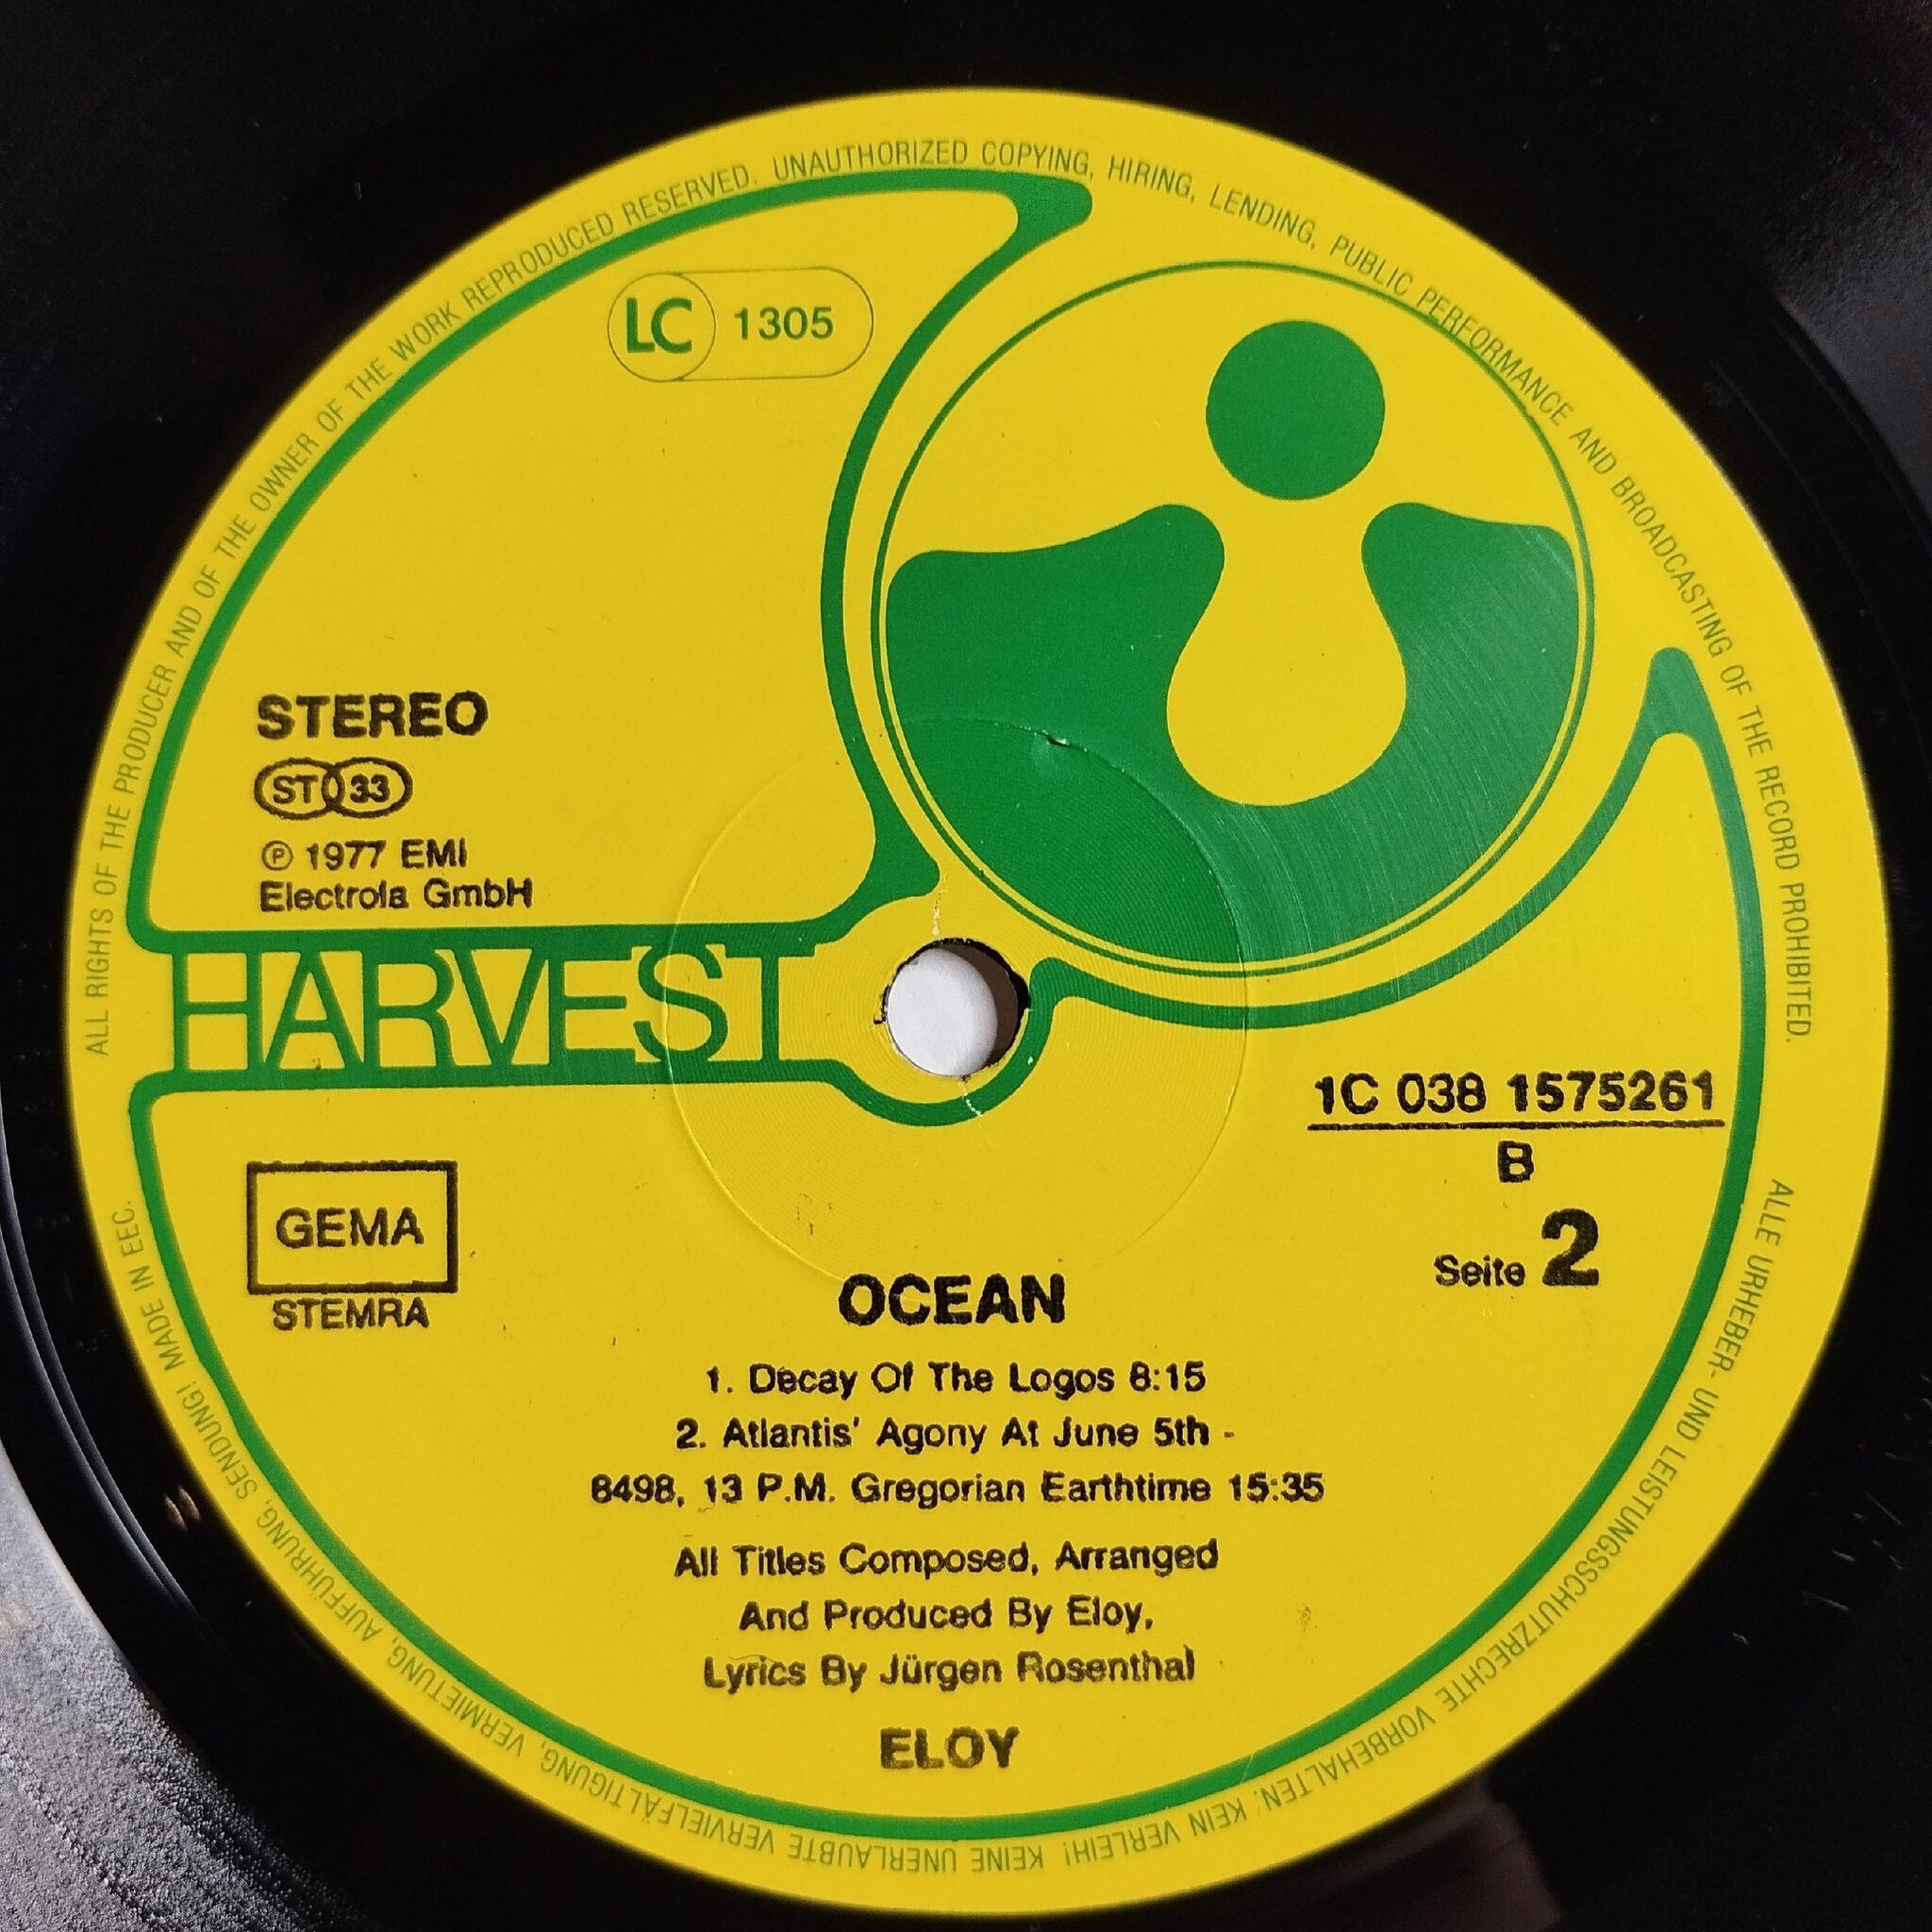 ALL RIGHTS OF THE PRODUCER AND OF THE OWNER OF THE WORK REPRODUCED RESERVED. UNAUTHORIZED COPYING, HIRING, LENDING, PUBLIC PERFORMANCE AND BROADCASTING OF THE RECORD PROHIBITED.
LC 1305
STEREO
ST 33
℗ 1977 EMI
Electrola GmbH
HARVEST
1C 038 1575261
B
Seite 2
GEMA
STEMRA
OCEAN
1. Decay Of The Logos 8:15
2. Atlantis' Agony At June 5th -
8498, 13 P.M. Gregorian Earthtime 15:35
All Titles Composed, Arranged
And Produced By Eloy,
Lyrics By Jürgen Rosenthal
ELOY
ALLE URHEBER- UND LEISTUNGSSCHUTZRECHTE VORBEHALTEN. KEIN VERLEIH! KEINE UNERLAUBTE VERVIELFÄLTIGUNG, VERMIETUNG, AUFFÜHRUNG, SENDUNG! MADE IN EEC.